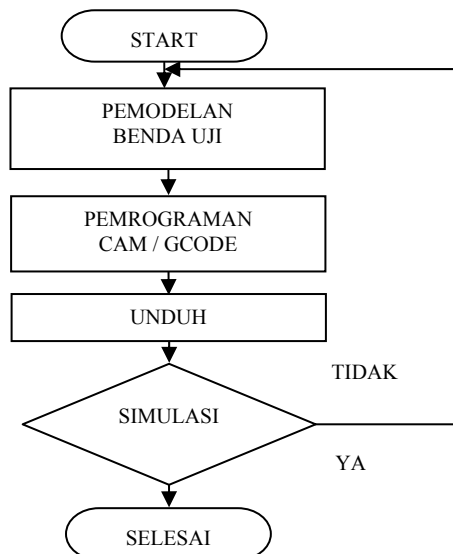 START
PEMODELAN
BENDA UJI
PEMROGRAMAN
CAM / GCODE
UNDUH
TIDAK
SIMULASI
YA
SELESAI